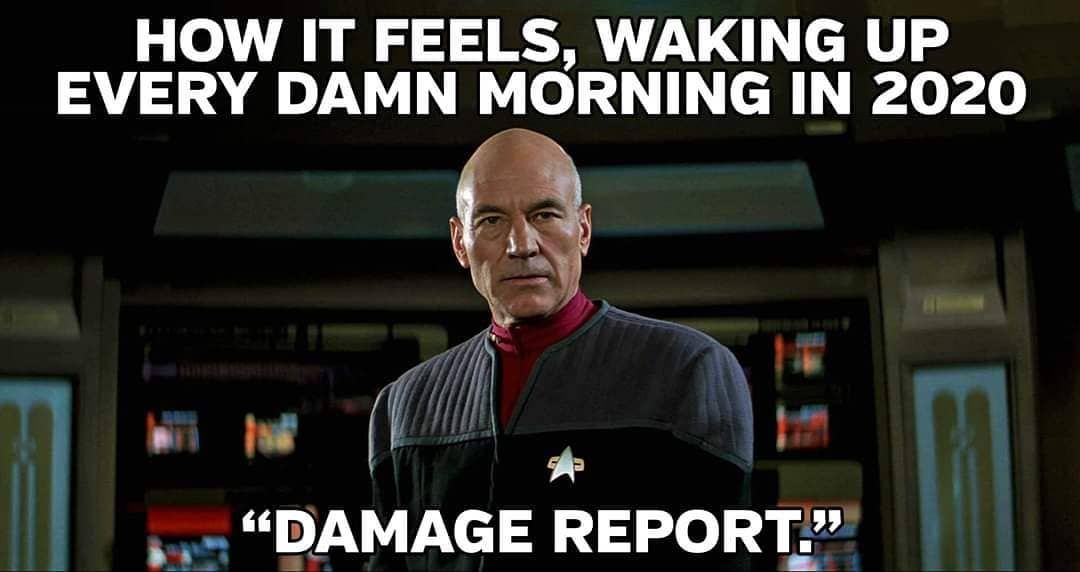 HOW IT FEELS, WAKING UP
EVERY DAMN MORNING IN 2020
“DAMAGE REPORT.”